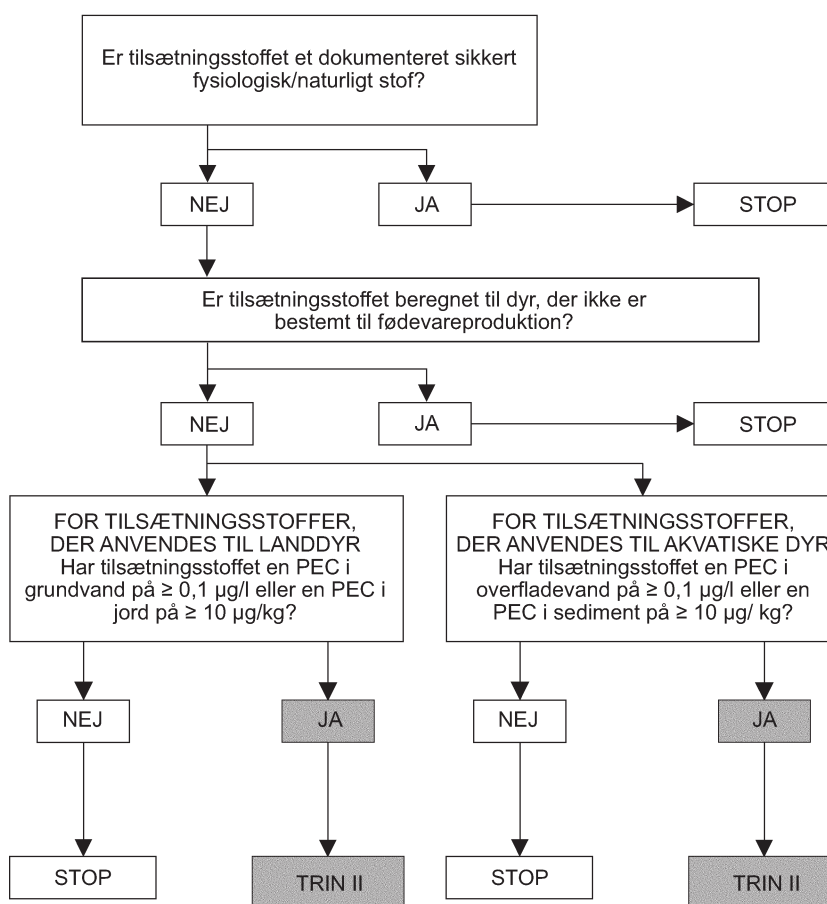 Er tilsætningsstoffet et dokumenteret sikkert
fysiologisk/naturligt stof?
NEJ
JA
STOP
Er tilsætningsstoffet beregnet til dyr, der ikke er
bestemt til fødevareproduktion?
NEJ
JA
STOP
FOR TILSÆTNINGSSTOFFER,
DER ANVENDES TIL LANDDYR
Har tilsætningsstoffet en PEC i
grundvand på ≥ 0,1 µg/l eller en PEC i
jord på ≥ 10 µg/kg?
FOR TILSÆTNINGSSTOFFER,
DER ANVENDES TIL AKVATISKE DYR
Har tilsætningsstoffet en PEC i
overfladevand på ≥ 0,1 µg/l eller en
PEC i sediment på ≥ 10 µg/ kg?
NEJ
JA
NEJ
JA
STOP
TRIN II
STOP
TRIN II